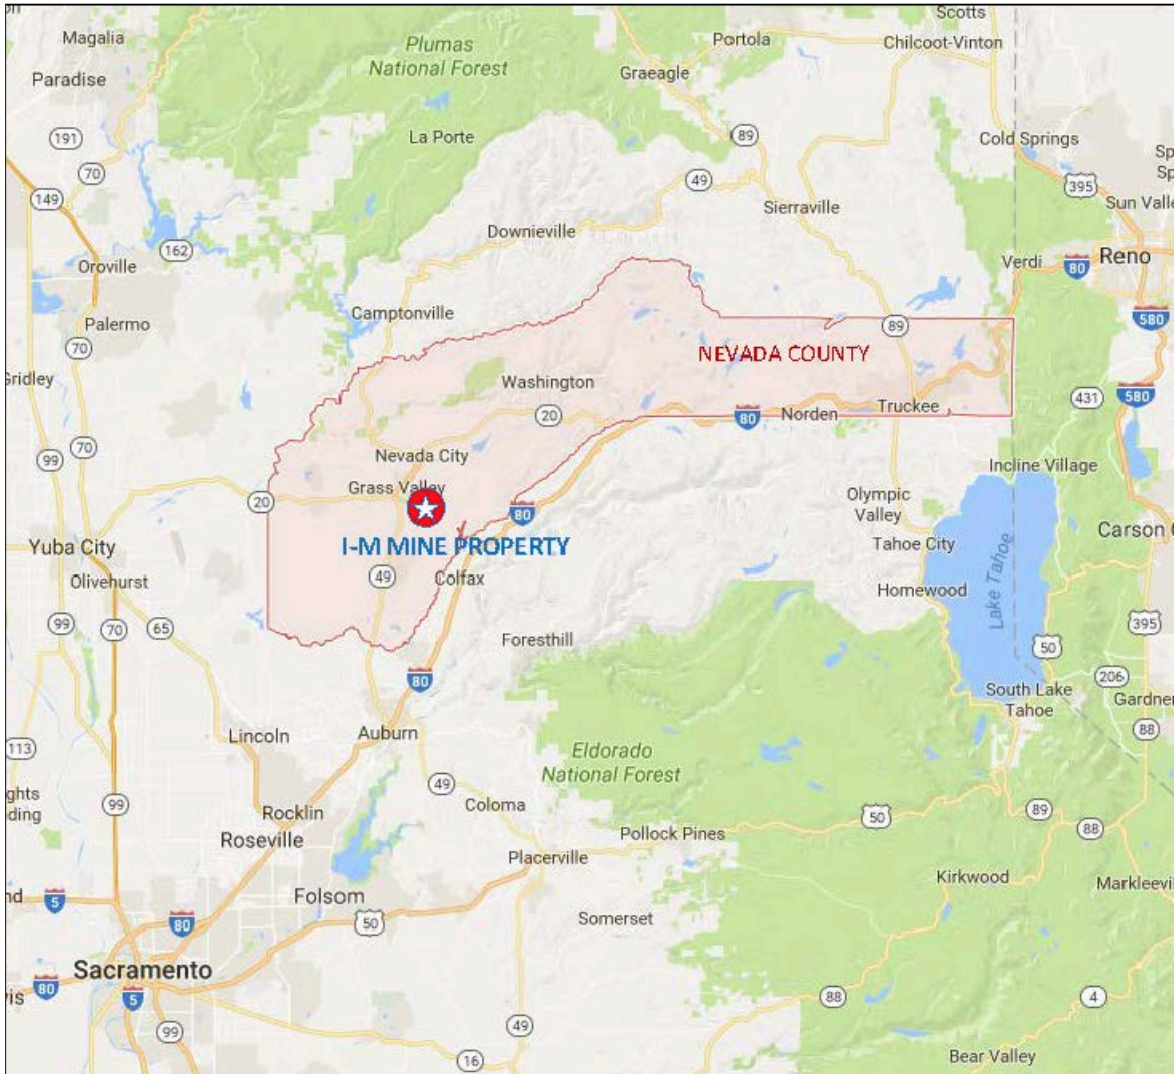 Scotts
Magalia
Portola
Chilcoot-Vinton
Plumas
National Forest
Graeagle
Paradise
La Porte
191
89
Cold Springs
70
49
395
149
Sun Valle
Sierraville
Downieville
162
Oroville
Verdi
80
Reno
Camptonville
Palermo
89
580
70
NEVADA COUNTY
Gridley
Washington
580
431
20
80
Norden
Truckee
99
70
Nevada City
Incline Village
Grass Valley
20
80
Olympic
Valley
Carson
Yuba City
I-M MINE PROPERTY
Tahoe City
Olivehurst
49
Colfax
Homewood
Lake Tahoe
99
70
65
395
Foresthill
50
80
206
South Lake
Tahoe
Gardner
Lincoln
Auburn
88
113
Eldorado
National Forest
49
99
Coloma
Rocklin
50
89
88
Roseville
Pollock Pines
Placerville
Kirkwood
Markleevil
Folsom
5
80
50
Somerset
Sacramento
80
5
88
4
99
49
16
Bear Valley